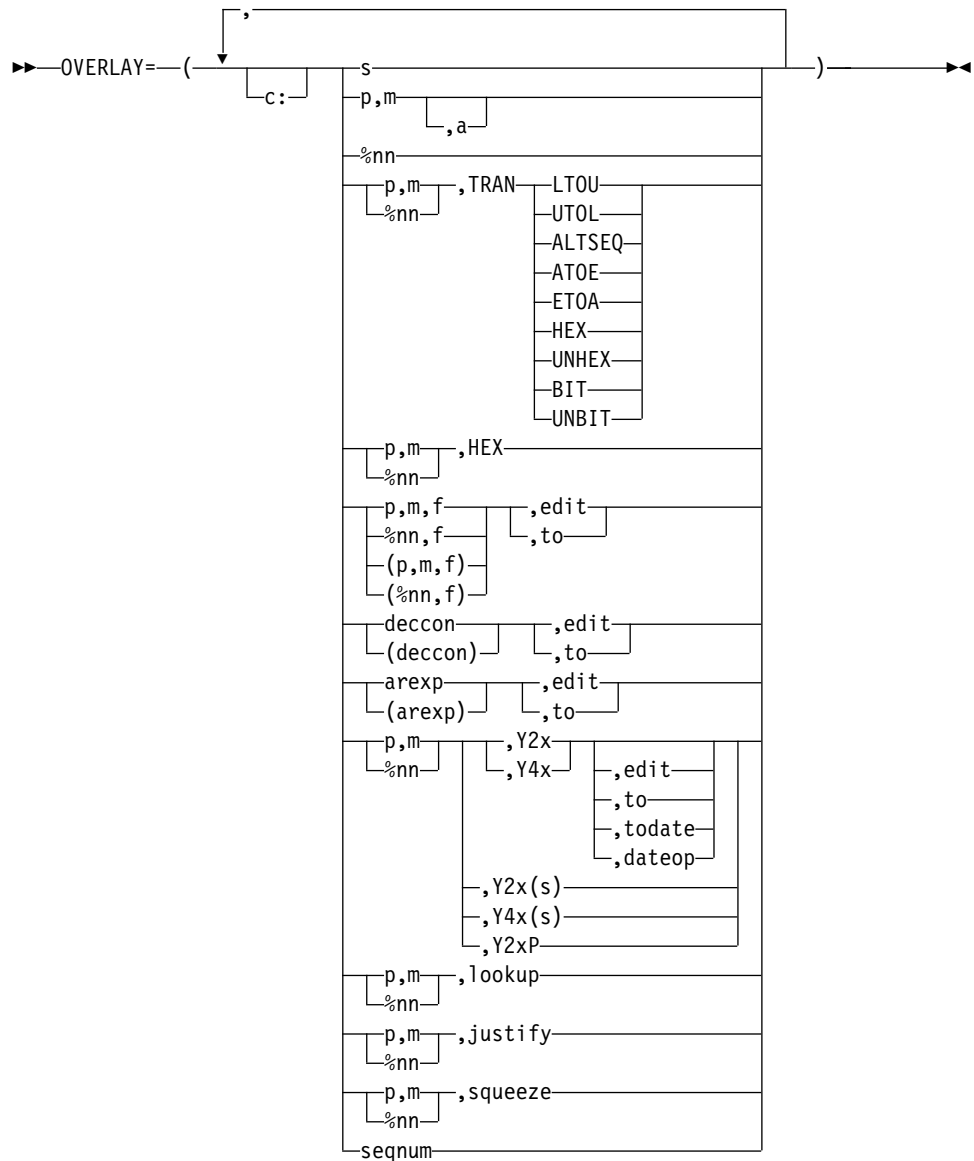 ,
OVERLAY= ( s )
c:
p,m
,a
%nn
p,m ,TRAN LTOU
%nn UTOL
ALTSEQ
ATOE
ETOA
HEX
UNHEX
BIT
UNBIT
p,m ,HEX
%nn
p,m,f ,edit
%nn,f ,to
(p,m,f)
(%nn,f)
deccon ,edit
(deccon) ,to
arexp ,edit
(arexp) ,to
p,m ,Y2x
%nn ,Y4x ,edit
,to
,todate
,dateop
,Y2x(s)
,Y4x(s)
,Y2xP
p,m ,lookup
%nn
p,m ,justify
%nn
p,m ,squeeze
%nn
seqnum